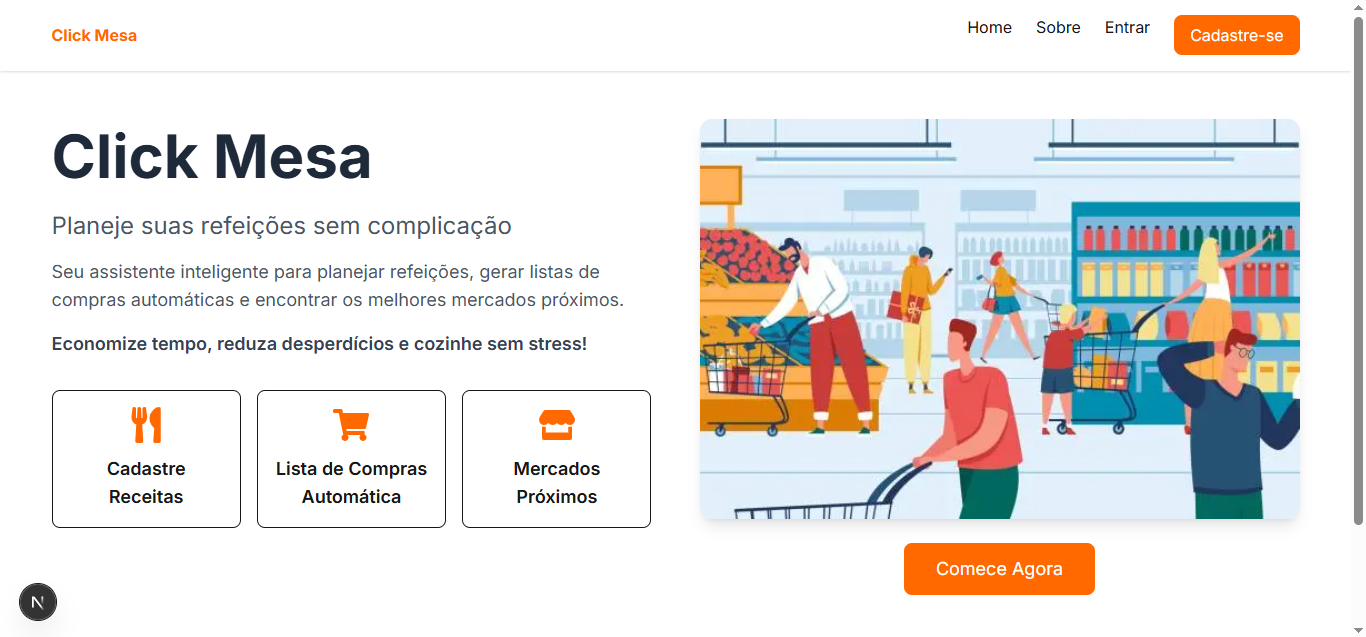 Click Mesa
Home
Sobre
Entrar
Cadastre-se
Click Mesa
Planeje suas refeições sem complicação
Seu assistente inteligente para planejar refeições, gerar listas de
compras automáticas e encontrar os melhores mercados próximos.
Economize tempo, reduza desperdícios e cozinhe sem stress!
Cadastre
Receitas
Lista de Compras
Automática
Mercados
Próximos
Comece Agora
N